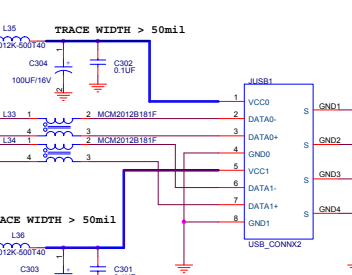 L35
TRACE WIDTH > 50mil
012K-500T40
C304
C302
0.1UF
100UF/16V
JUSB1
1 VCC0
L33 1 2 MCM2012B181F 2 DATA0-
S GND1
4 3 3 DATA0+
L34 1 2 MCM2012B181F 4 GND0
S GND2
4 3 5 VCC1
S GND3
6 DATA1-
7 DATA1+
S GND4
8 GND1
ACE WIDTH > 50mil
L36
USB_CONNX2
012K-500T40
C303
C301